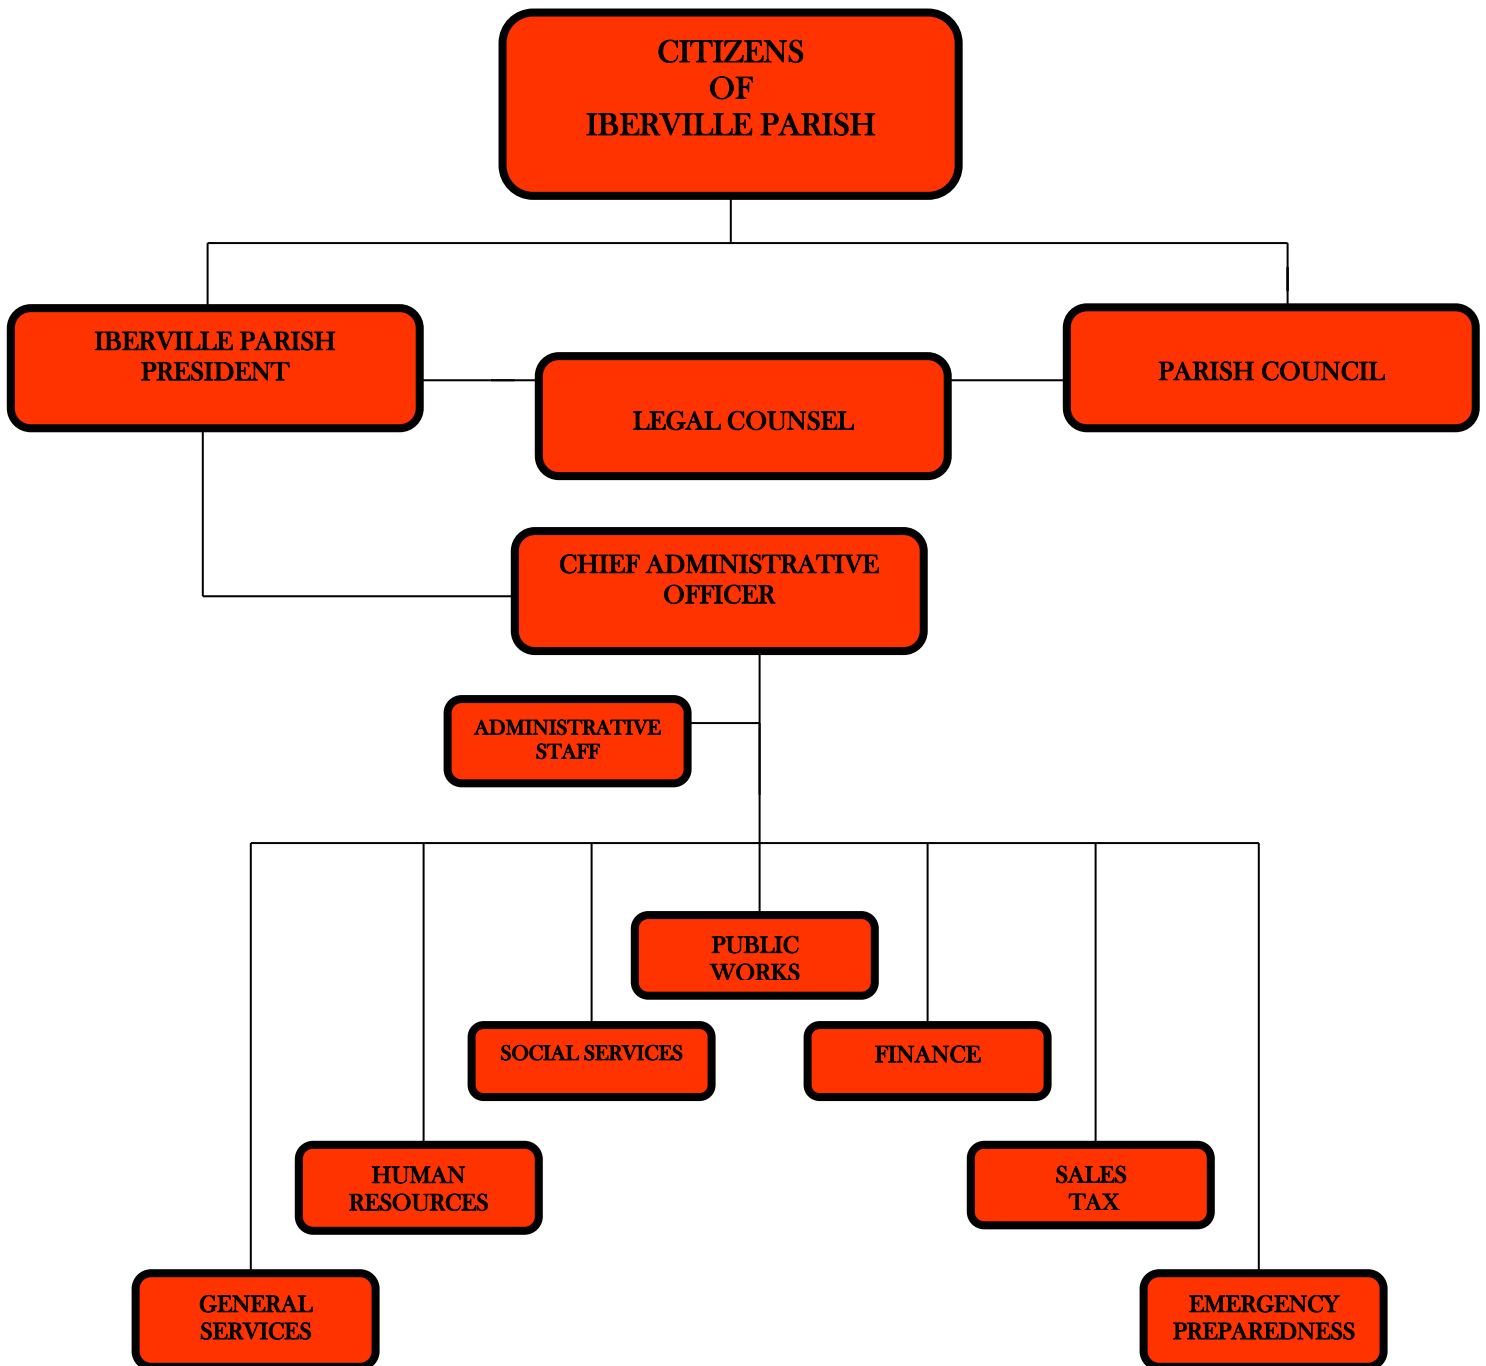 CITIZENS
OF
IBERVILLE PARISH
IBERVILLE PARISH
PRESIDENT
PARISH COUNCIL
LEGAL COUNSEL
CHIEF ADMINISTRATIVE
OFFICER
ADMINISTRATIVE
STAFF
PUBLIC
WORKS
SOCIAL SERVICES
FINANCE
HUMAN
RESOURCES
SALES
TAX
GENERAL
SERVICES
EMERGENCY
PREPAREDNESS